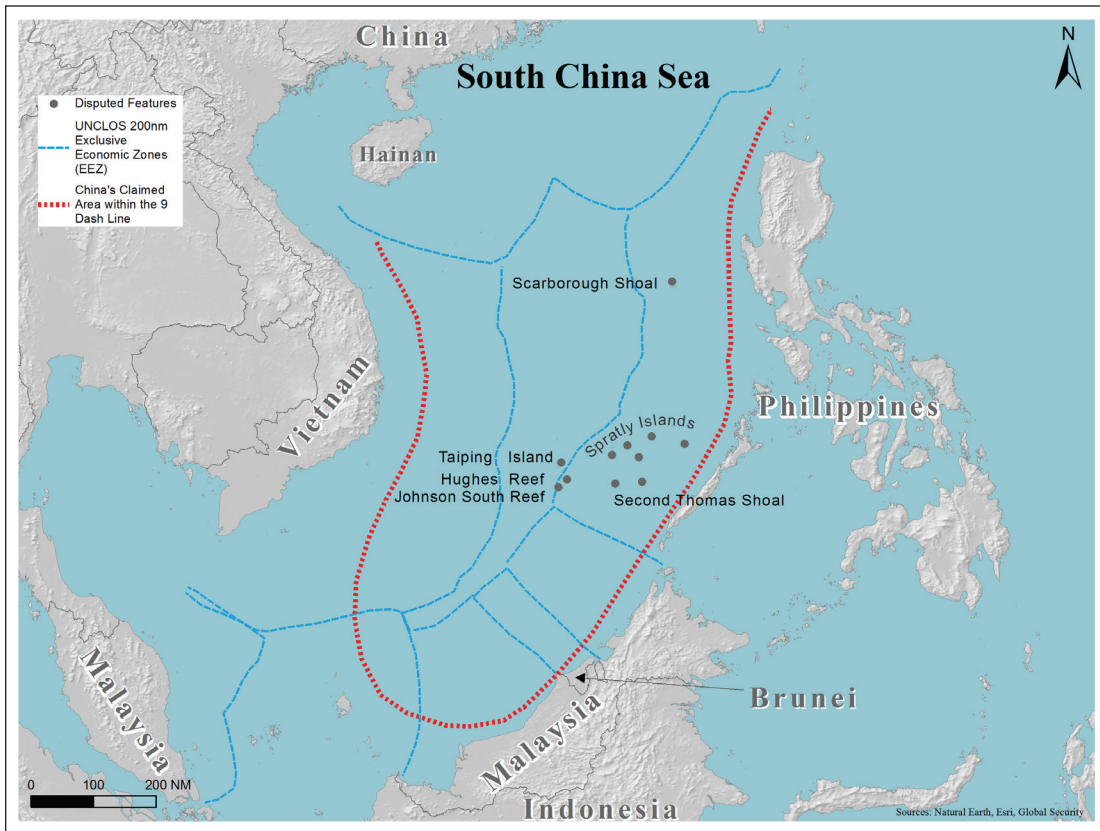 China
South China Sea
N
Disputed Features
UNCLOS 200nm
Exclusive
Economic Zones
(EEZ)
China's Claimed
Area within the 9
Dash Line
Hainan
Scarborough Shoal
Vietnam
Philippines
Spratly Islands
Taiping Island
Hughes Reef
Johnson South Reef
Second Thomas Shoal
Malaysia
Brunei
Malaysia
Indonesia
0 100 200 NM
Sources: Natural Earth, Esri, Global Security